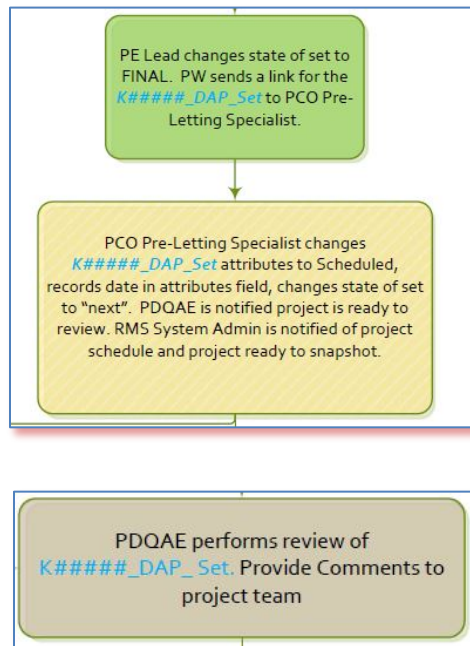 PE Lead changes state of set to
FINAL.  PW sends a link for the
K#####_DAP_Set to PCO Pre-
Letting Specialist.
PCO Pre-Letting Specialist changes
K#####_DAP_Set attributes to Scheduled,
records date in attributes field, changes state of set
to “next”.  PDQAE is notified project is ready to
review. RMS System Admin is notified of project
schedule and project ready to snapshot.
PDQAE performs review of
K#####_DAP_ Set. Provide Comments to
project team